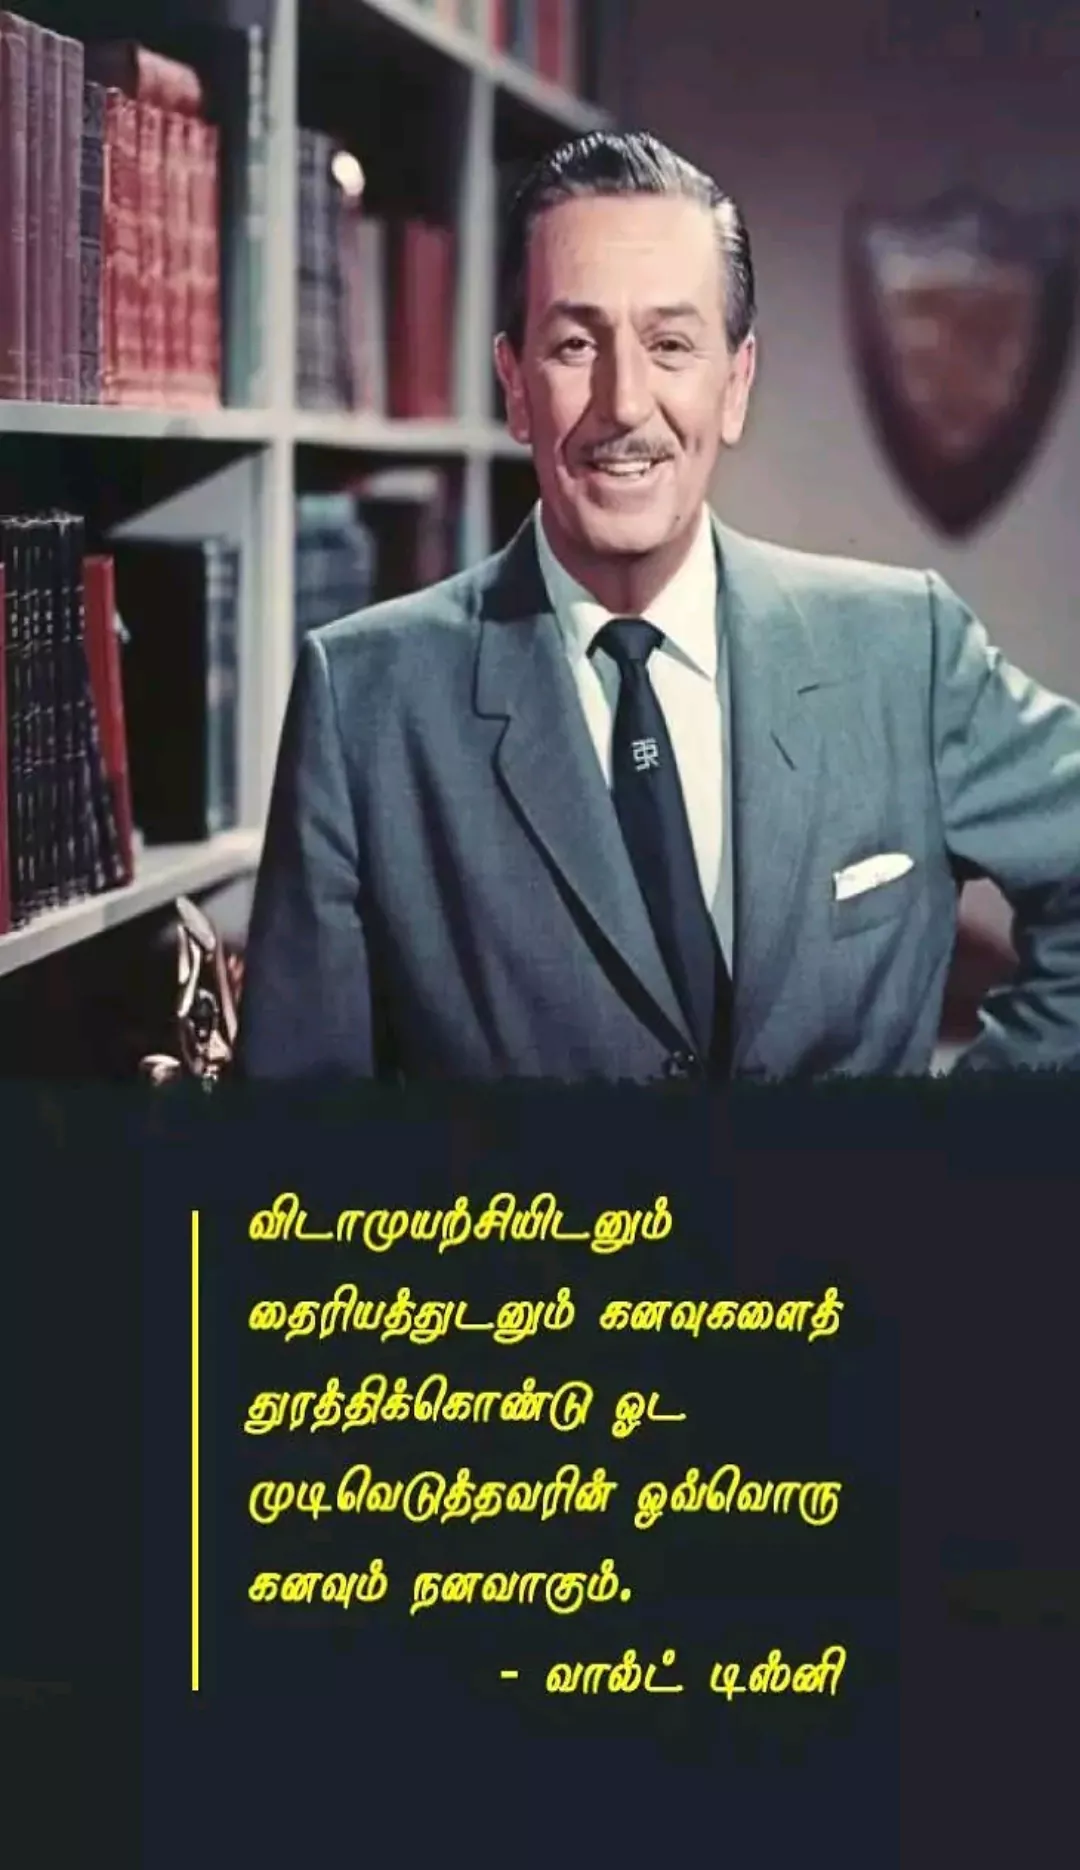 விடாமுயற்சியிடனும்
தைரியத்துடனும் கனவுகளைத்
துரத்திக்கொண்டு ஓட
முடிவெடுத்தவரின் ஒவ்வொரு
கனவும் நனவாகும்.
- வால்ட் டிஸ்னி